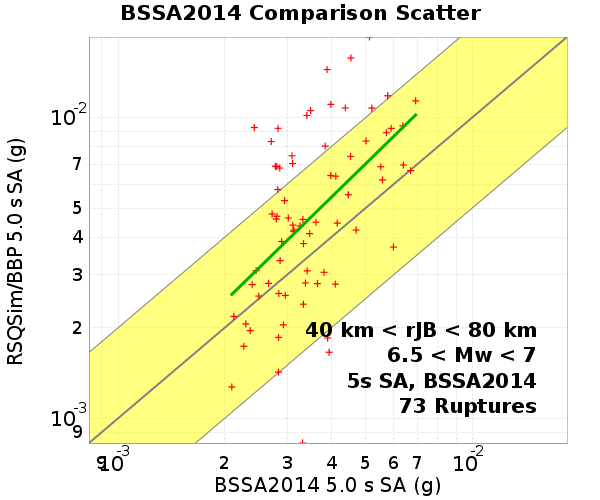 BSSA2014 Comparison Scatter
RSQSim/BBP 5.0 s SA (g)
10-2
7
5
4
3
2
10-3
9
40 km < rJB < 80 km
6.5 < Mw < 7
5s SA, BSSA2014
73 Ruptures
9 10-3 2 3 4 5 6 7 10-2
BSSA2014 5.0 s SA (g)